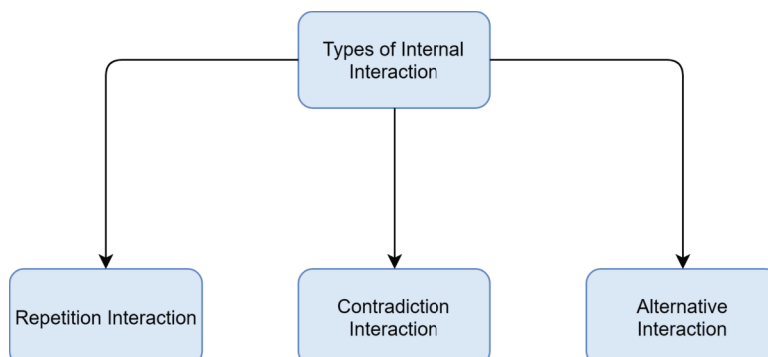 Types of Internal
Interaction
Repetition Interaction
Contradiction
Interaction
Alternative
Interaction